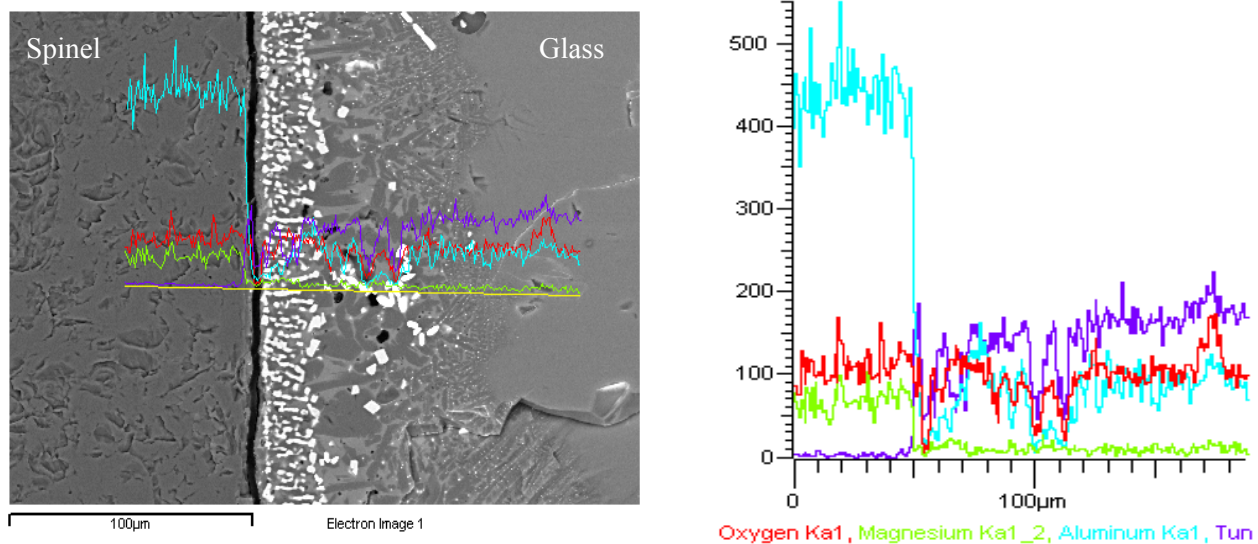 Spinel Glass
100µm Electron Image 1
500
400
300
200
100
0
0 100µm
Oxygen Ka1, Magnesium Ka1_2, Aluminum Ka1, Tun